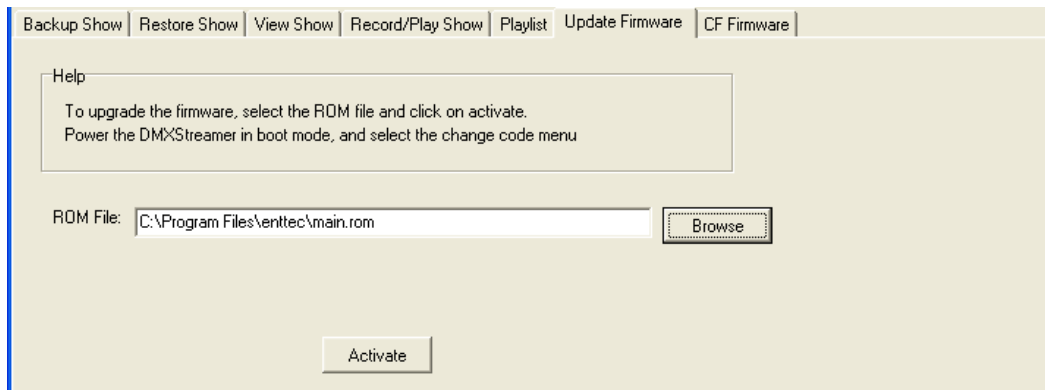 Backup Show Restore Show View Show Record/Play Show Playlist Update Firmware CF Firmware
Help
To upgrade the firmware, select the ROM file and click on activate.
Power the DMXStreamer in boot mode, and select the change code menu
ROM File: C:\Program Files\enttec\main.rom Browse
Activate